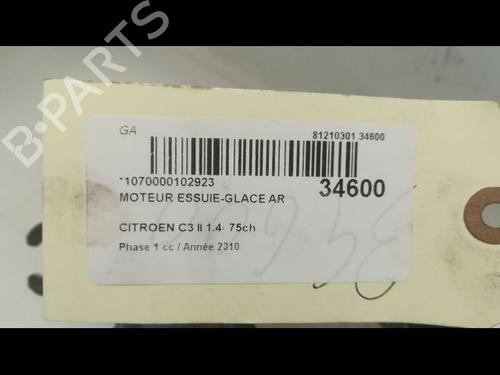 B-PARTS
GA
81210301 34600
*1070000102923
34600
MOTEUR ESSUIE-GLACE AR
CITROEN C3 II 1.4i 75ch
Phase 1 cc / Année 2010